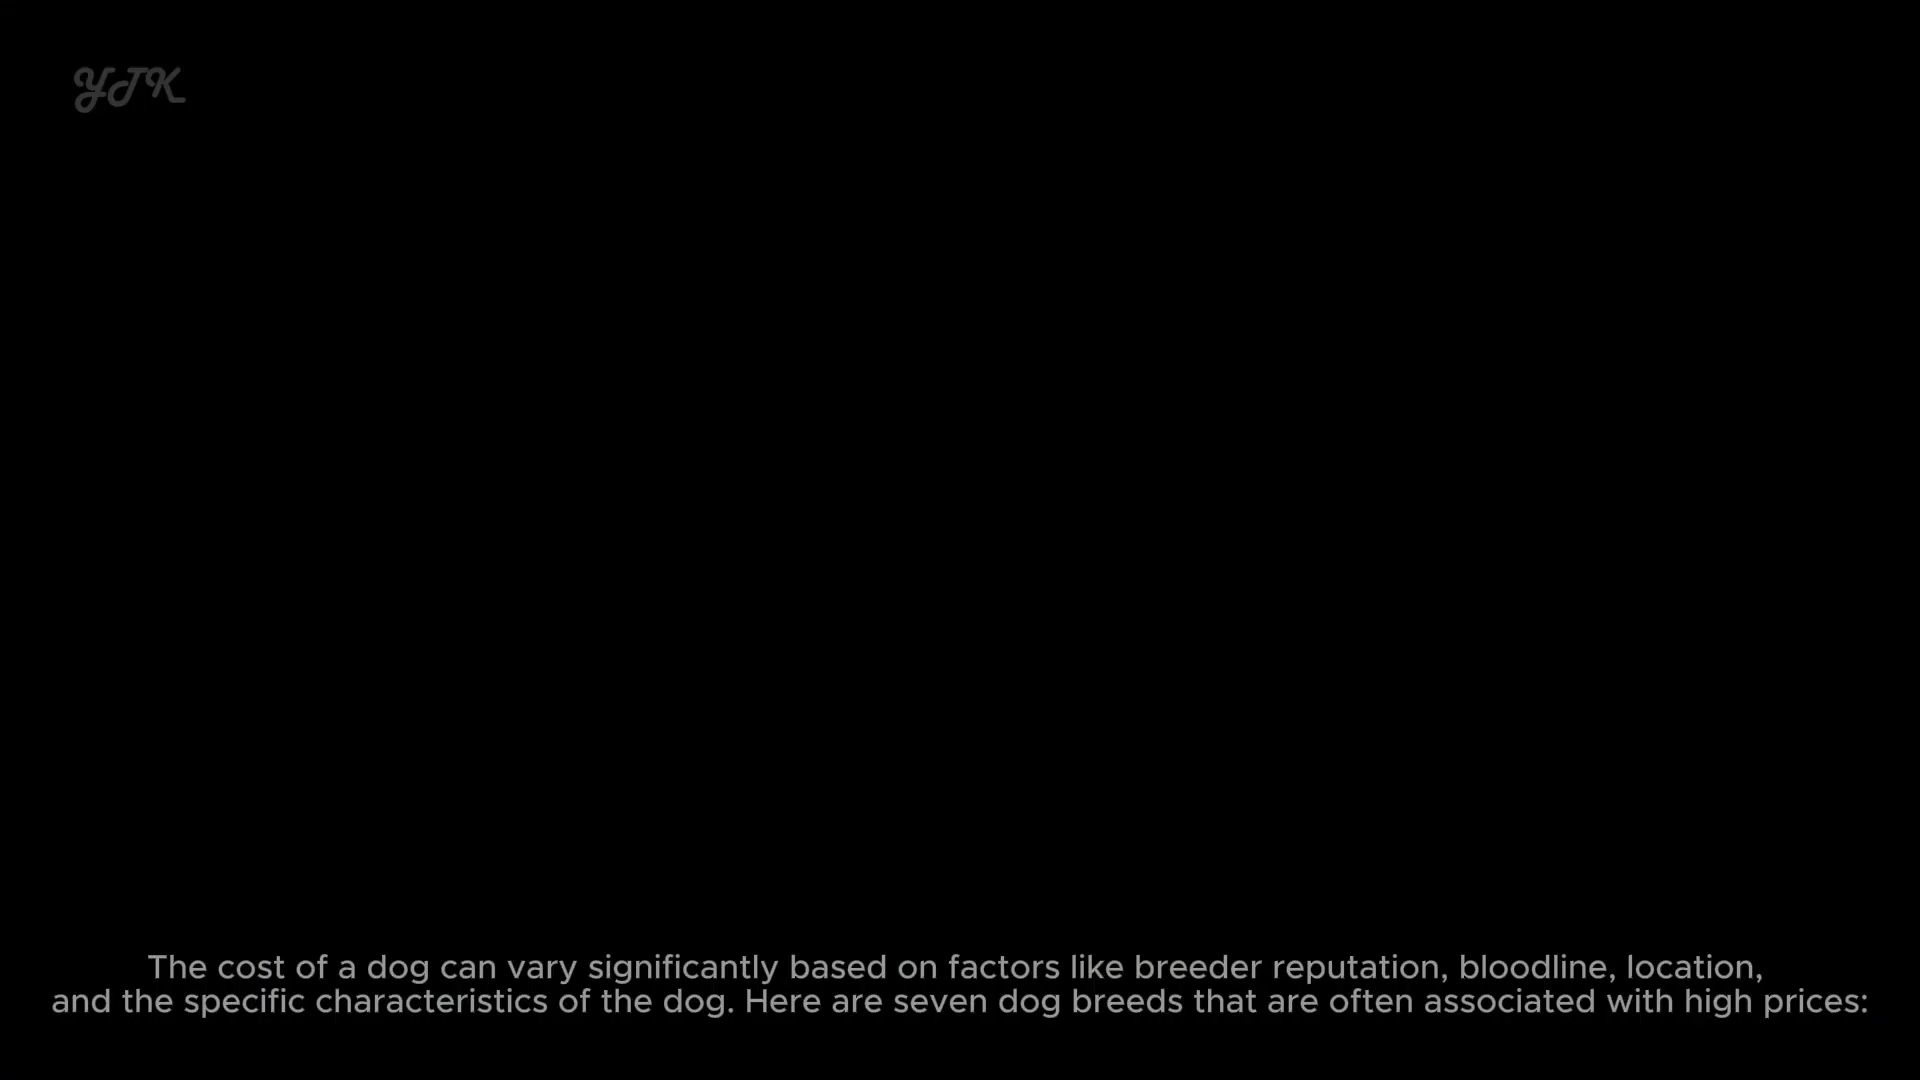 YTK
The cost of a dog can vary significantly based on factors like breeder reputation, bloodline, location,
and the specific characteristics of the dog. Here are seven dog breeds that are often associated with high prices: